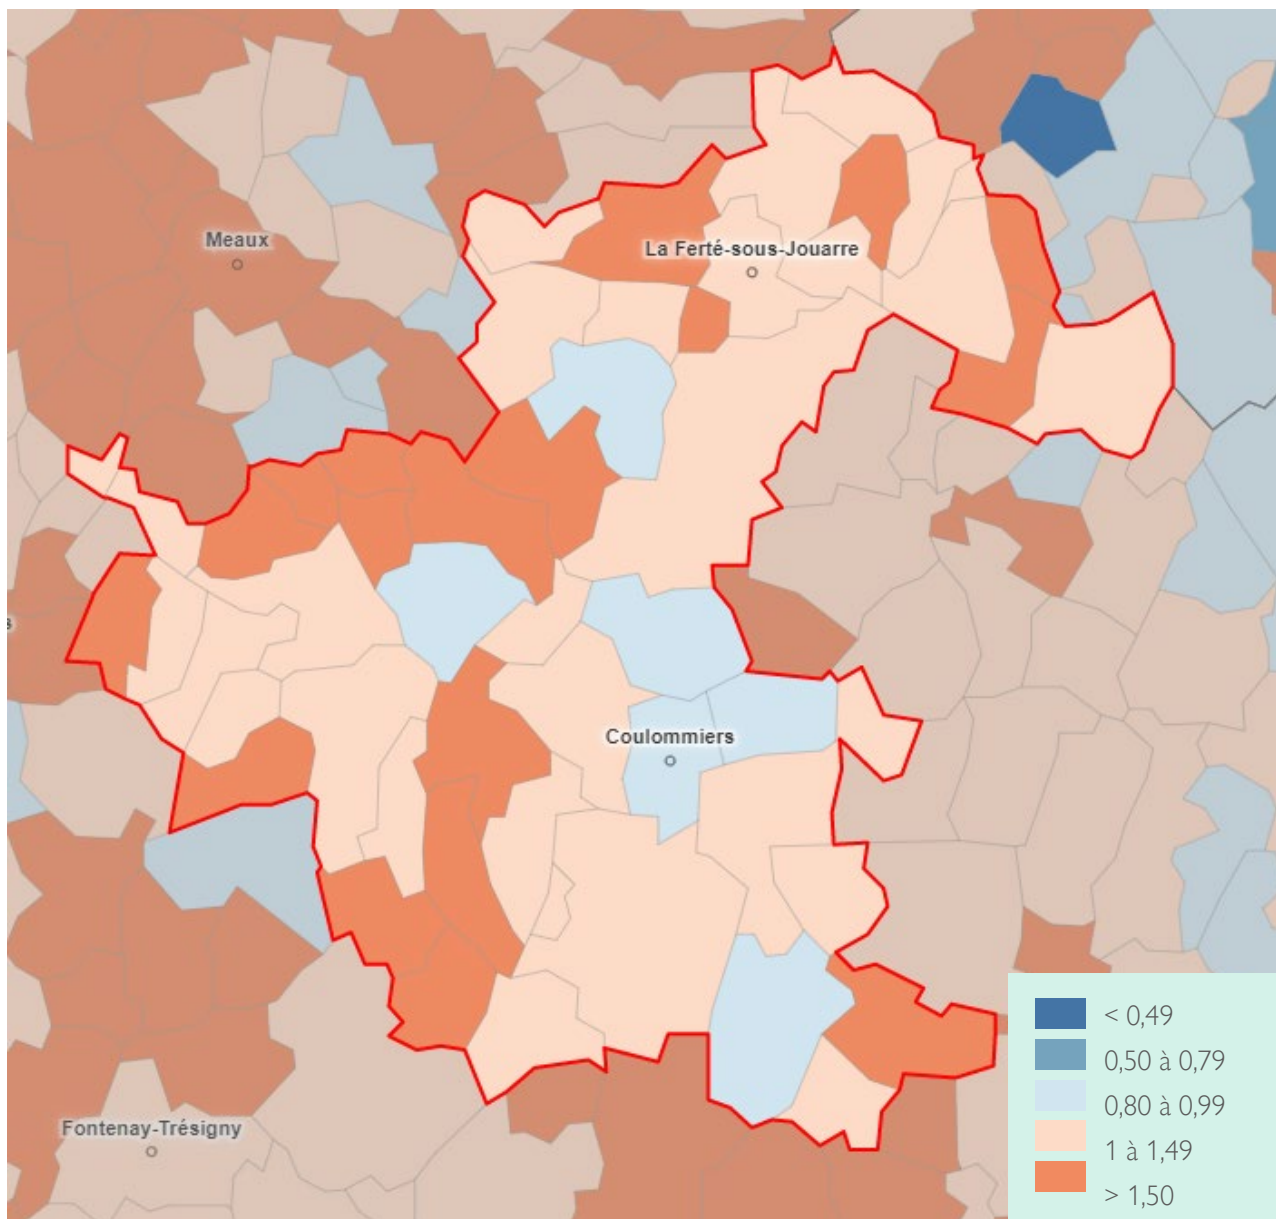 Meaux
La Ferté-sous-Jouarre
s
Coulommiers
Fontenay-Trésigny
< 0,49
0,50 à 0,79
0,80 à 0,99
1 à 1,49
> 1,50